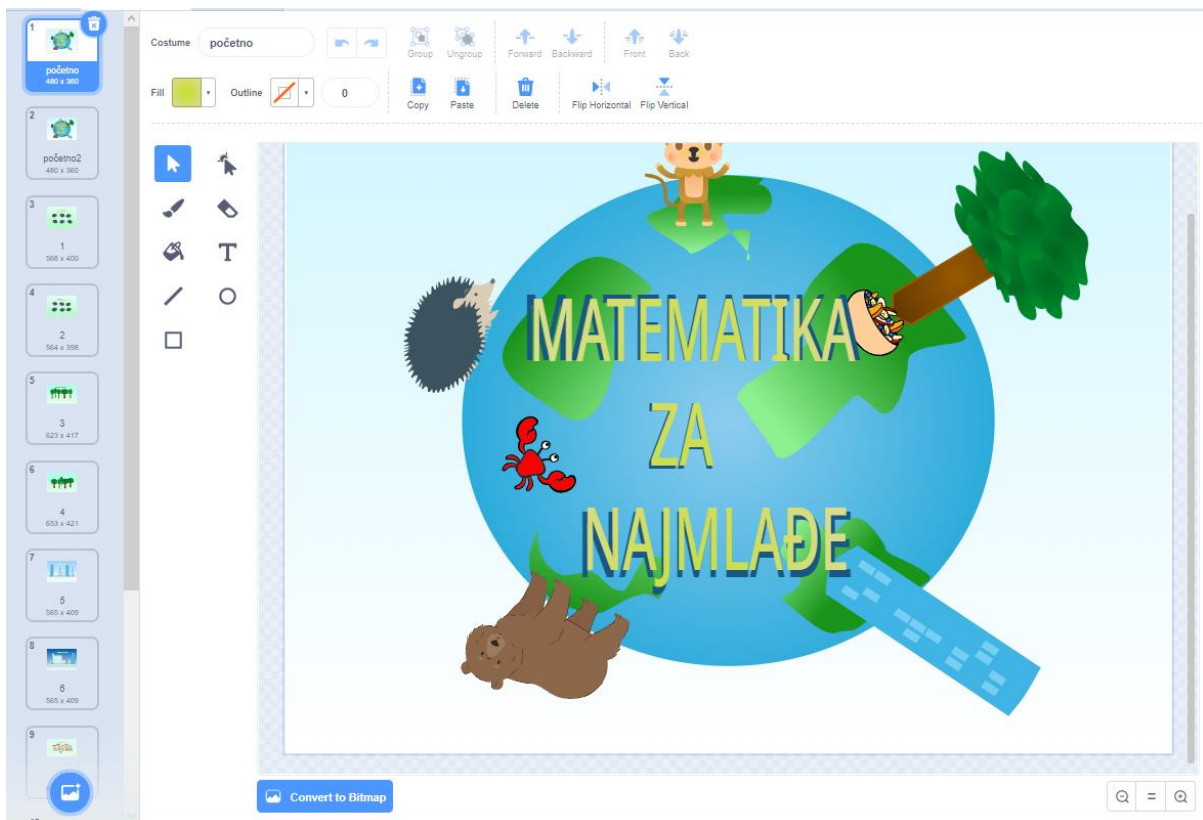 1
početno
480 x 360
2
početno2
480 x 360
3
1
568 x 400
4
2
564 x 398
5
3
623 x 417
6
4
653 x 421
7
5
565 x 409
8
6
565 x 409
9
Costume početno
Group Ungroup Forward Backward Front Back
Fill Outline 0
Copy Paste Delete Flip Horizontal Flip Vertical
T
MATEMATIKA
ZA
NAJMLAĐE
Convert to Bitmap
=